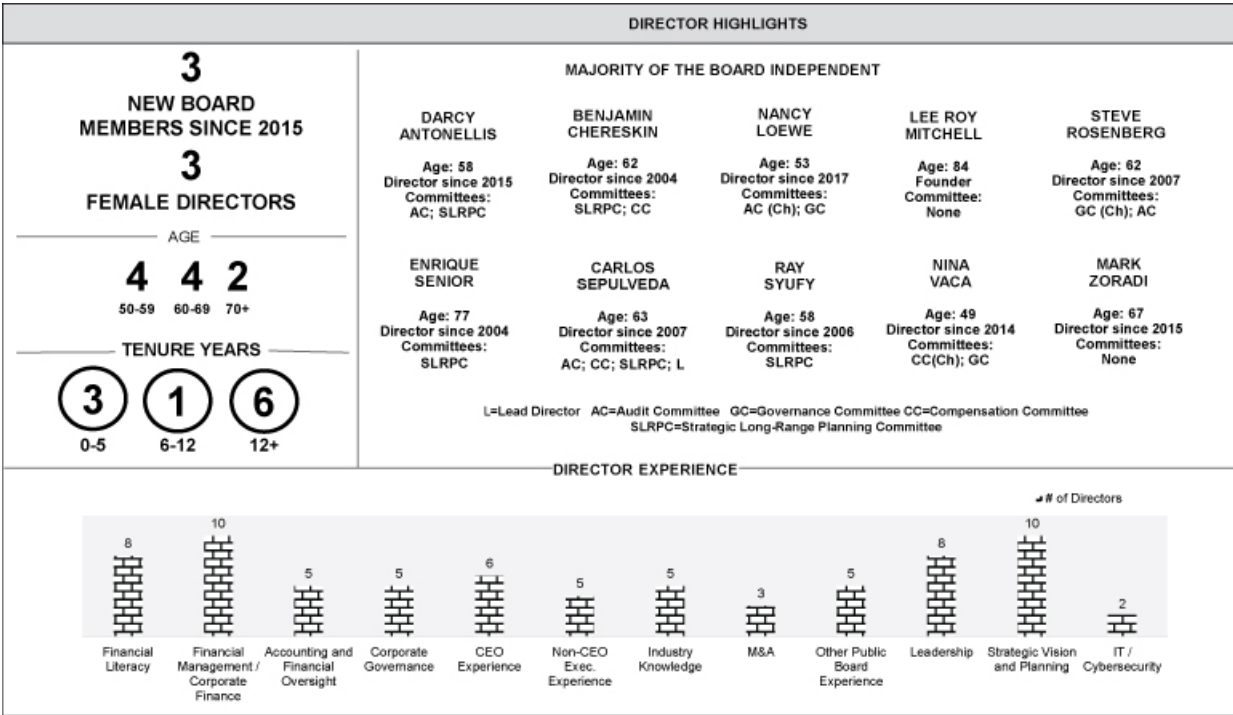 DIRECTOR HIGHLIGHTS
3
NEW BOARD
MEMBERS SINCE 2015
3
FEMALE DIRECTORS
AGE
4 4 2
50-59 60-69 70+
TENURE YEARS
3 1 6
0-5 6-12 12+
MAJORITY OF THE BOARD INDEPENDENT
DARCY
ANTONELLIS
Age: 58
Director since 2015
Committees:
AC; SLRPC
BENJAMIN
CHERESKIN
Age: 62
Director since 2004
Committees:
SLRPC; CC
NANCY
LOEWE
Age: 53
Director since 2017
Committees:
AC (Ch); GC
LEE ROY
MITCHELL
Age: 84
Founder
Committee:
None
STEVE
ROSENBERG
Age: 62
Director since 2007
Committees:
GC (Ch); AC
ENRIQUE
SENIOR
Age: 77
Director since 2004
Committees:
SLRPC
CARLOS
SEPULVEDA
Age: 63
Director since 2007
Committees:
AC; CC; SLRPC; L
RAY
SYUFY
Age: 58
Director since 2006
Committees:
SLRPC
NINA
VACA
Age: 49
Director since 2014
Committees:
CC(Ch); GC
MARK
ZORADI
Age: 67
Director since 2015
Committees:
None
L=Lead Director AC=Audit Committee GC=Governance Committee CC=Compensation Committee
SLRPC=Strategic Long-Range Planning Committee
DIRECTOR EXPERIENCE
# of Directors
8
10
5
5
6
5
5
3
5
8
10
2
Financial
Literacy
Financial
Management /
Corporate
Finance
Accounting and
Financial
Oversight
Corporate
Governance
CEO
Experience
Non-CEO
Exec.
Experience
Industry
Knowledge
M&A
Other Public
Board
Experience
Leadership
Strategic Vision
and Planning
IT /
Cybersecurity